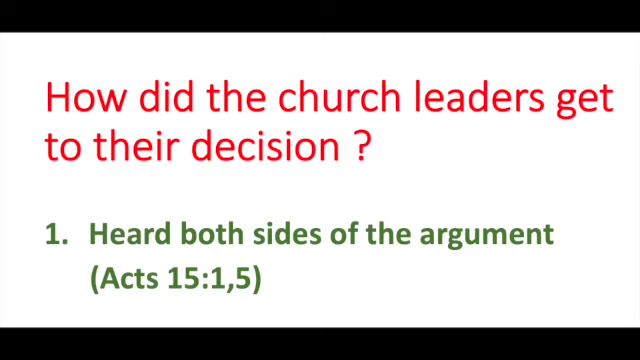 How did the church leaders get
to their decision ?
1. Heard both sides of the argument
(Acts 15:1,5)